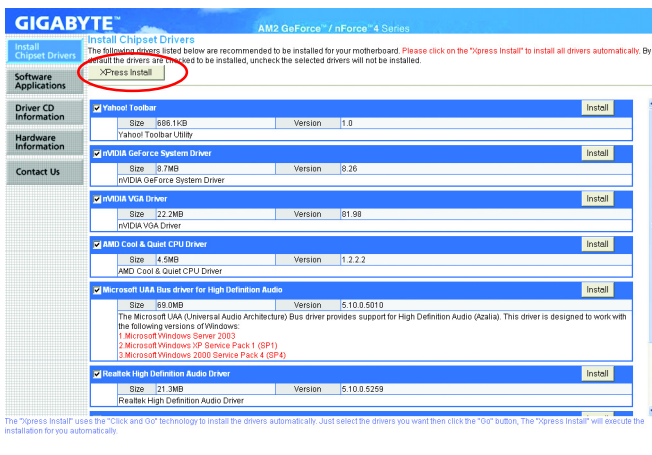 GIGABYTE™
AM2 GeForce™ / nForce™4 Series
Install Chipset Drivers
Software Applications
Driver CD Information
Hardware Information
Contact Us
Install Chipset Drivers
The following drivers listed below are recommended to be installed for your motherboard. Please click on the "Xpress Install" to install all drivers automatically. By
default the drivers are checked to be installed, uncheck the selected drivers will not be installed.
XPress Install
Yahoo! Toolbar Install
Size 686.1KB Version 1.0
Yahoo! Toolbar Utility
nVIDIA GeForce System Driver Install
Size 8.7MB Version 8.26
nVIDIA GeForce System Driver
nVIDIA VGA Driver Install
Size 22.2MB Version 81.98
nVIDIA VGA Driver
AMD Cool & Quiet CPU Driver Install
Size 4.5MB Version 1.2.2.2
AMD Cool & Quiet CPU Driver
Microsoft UAA Bus driver for High Definition Audio Install
Size 69.0MB Version 5.10.0.5010
The Microsoft UAA (Universal Audio Architecture) Bus driver provides support for High Definition Audio (Azalia). This driver is designed to work with
the following versions of Windows:
1.Microsoft Windows Server 2003
2.Microsoft Windows XP Service Pack 1 (SP1)
3.Microsoft Windows 2000 Service Pack 4 (SP4)
Realtek High Definition Audio Driver Install
Size 21.3MB Version 5.10.0.5259
Realtek High Definition Audio Driver
The "Xpress Install" uses the "Click and Go" technology to install the drivers automatically. Just select the drivers you want then click the "Go" button, The "Xpress Install" will execute the
installation for you automatically.